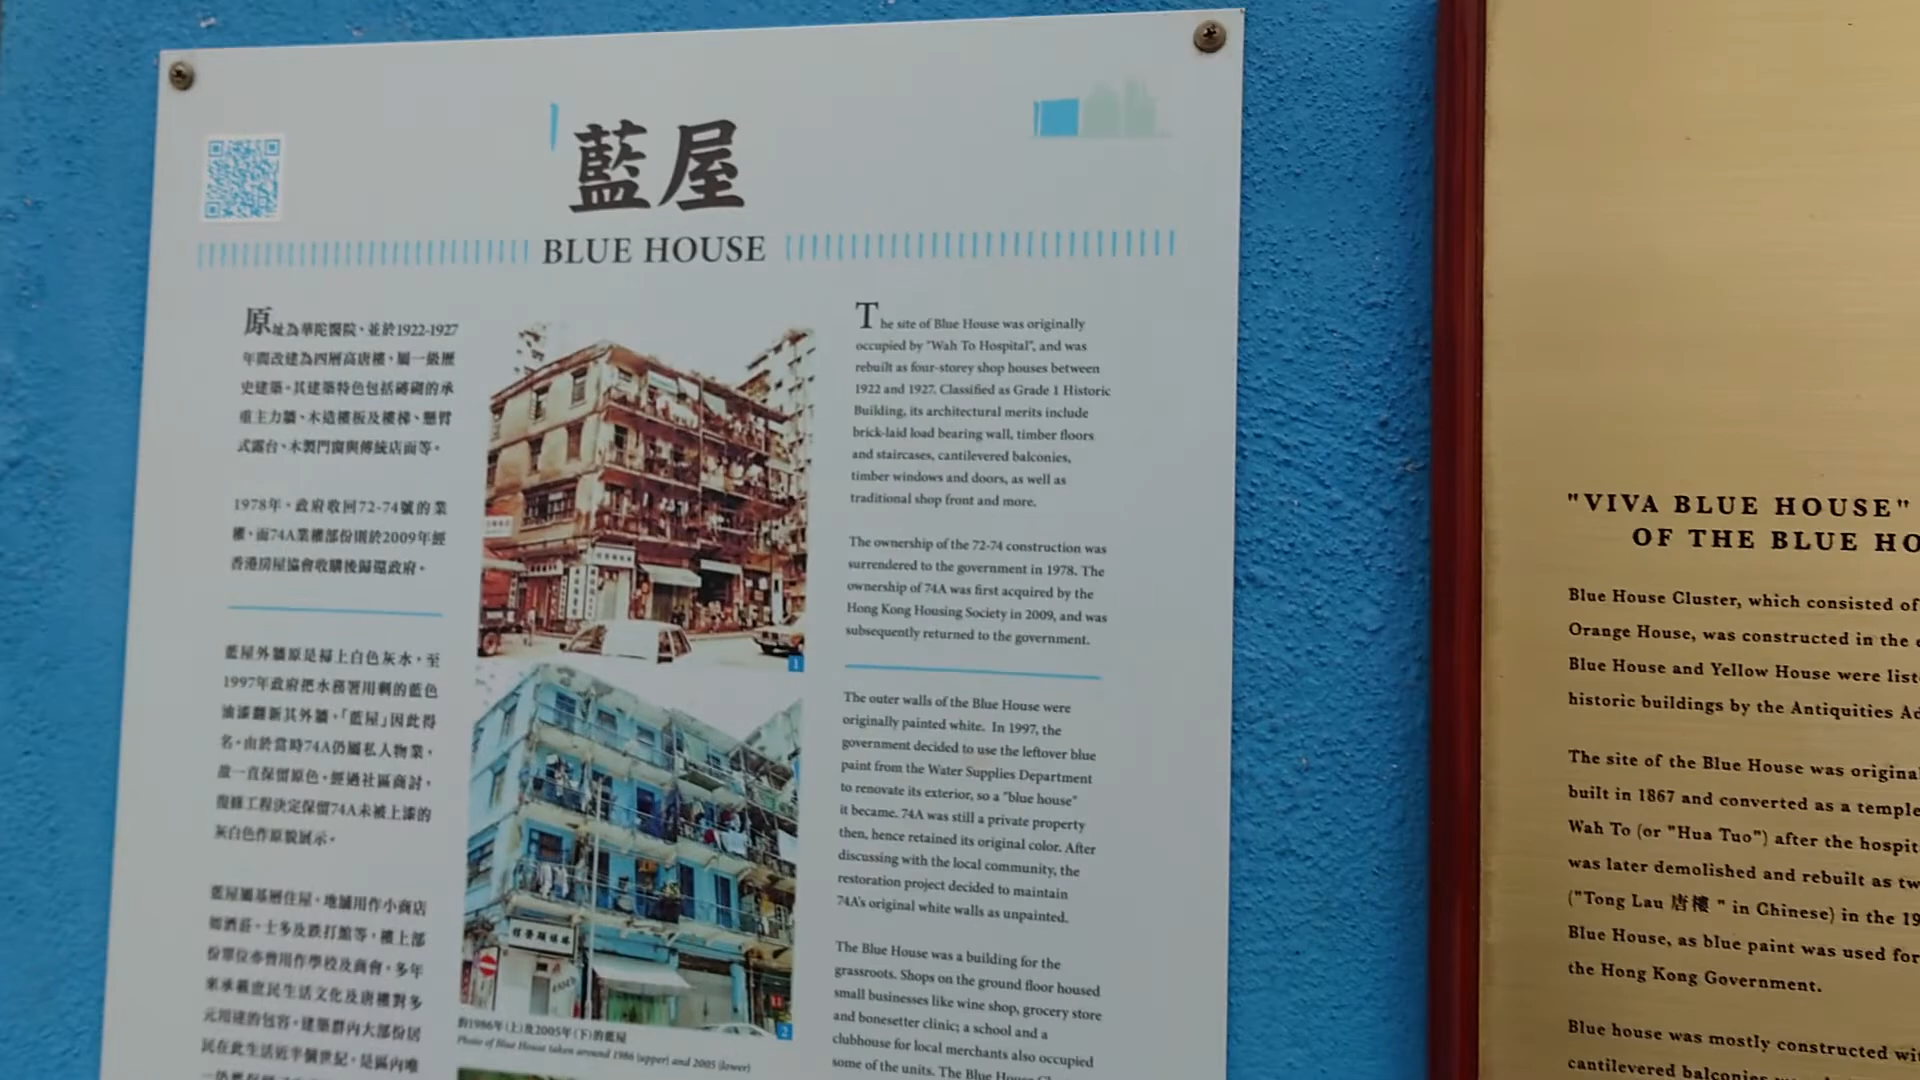 藍屋
BLUE HOUSE
原址為華陀醫院，並於1922-1927
年間改建為四層高唐樓，屬一級歷
史建築。其建築特色包括磚砌的承
重主力牆、木造樓板及樓梯、懸臂
式露台、木製門窗與傳統店面等。
1978年，政府收回72-74號的業
權，而74A業權部份則於2009年經
香港房屋協會收購後歸還政府。
藍屋外牆原是掃上白色灰水，至
1997年政府把水務署用剩的藍色
油漆翻新其外牆，「藍屋」因此得
名。由於當時74A仍屬私人物業，
故一直保留原色。經過社區商討，
復修工程決定保留74A未被上漆的
灰白色作原貌展示。
藍屋屬基層住屋，地舖用作小商店
如酒莊、士多及跌打館等，樓上部
份單位亦曾用作學校及商會，多年
來承載庶民生活文化及唐樓對多
元用途的包容。建築群內大部份居
民在此生活近半個世紀，是區內唯
1
2
約1986年(上)及2005年(下)的藍屋
Photo of Blue House taken around 1986 (upper) and 2005 (lower)
The site of Blue House was originally
occupied by "Wah To Hospital", and was
rebuilt as four-storey shop houses between
1922 and 1927. Classified as Grade 1 Historic
Building, its architectural merits include
brick-laid load bearing wall, timber floors
and staircases, cantilevered balconies,
timber windows and doors, as well as
traditional shop front and more.
The ownership of the 72-74 construction was
surrendered to the government in 1978. The
ownership of 74A was first acquired by the
Hong Kong Housing Society in 2009, and was
subsequently returned to the government.
The outer walls of the Blue House were
originally painted white. In 1997, the
government decided to use the leftover blue
paint from the Water Supplies Department
to renovate its exterior, so a "blue house"
it became. 74A was still a private property
then, hence retained its original color. After
discussing with the local community, the
restoration project decided to maintain
74A's original white walls as unpainted.
The Blue House was a building for the
grassroots. Shops on the ground floor housed
small businesses like wine shop, grocery store
and bonesetter clinic; a school and a
clubhouse for local merchants also occupied
some of the units. The Blue House
"VIVA BLUE HOUSE"
OF THE BLUE HO
Blue House Cluster, which consisted of
Orange House, was constructed in the
Blue House and Yellow House were list
historic buildings by the Antiquities Ad
The site of the Blue House was origina
built in 1867 and converted as a temple
Wah To (or "Hua Tuo") after the hospit
was later demolished and rebuilt as tw
("Tong Lau 唐樓" in Chinese) in the 19
Blue House, as blue paint was used for
the Hong Kong Government.
Blue house was mostly constructed wi
cantilevered balconies